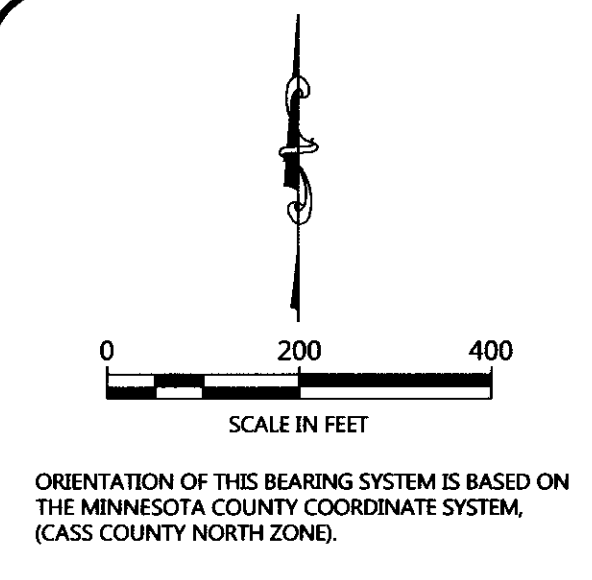 0 200 400
SCALE IN FEET
ORIENTATION OF THIS BEARING SYSTEM IS BASED ON
THE MINNESOTA COUNTY COORDINATE SYSTEM,
(CASS COUNTY NORTH ZONE).